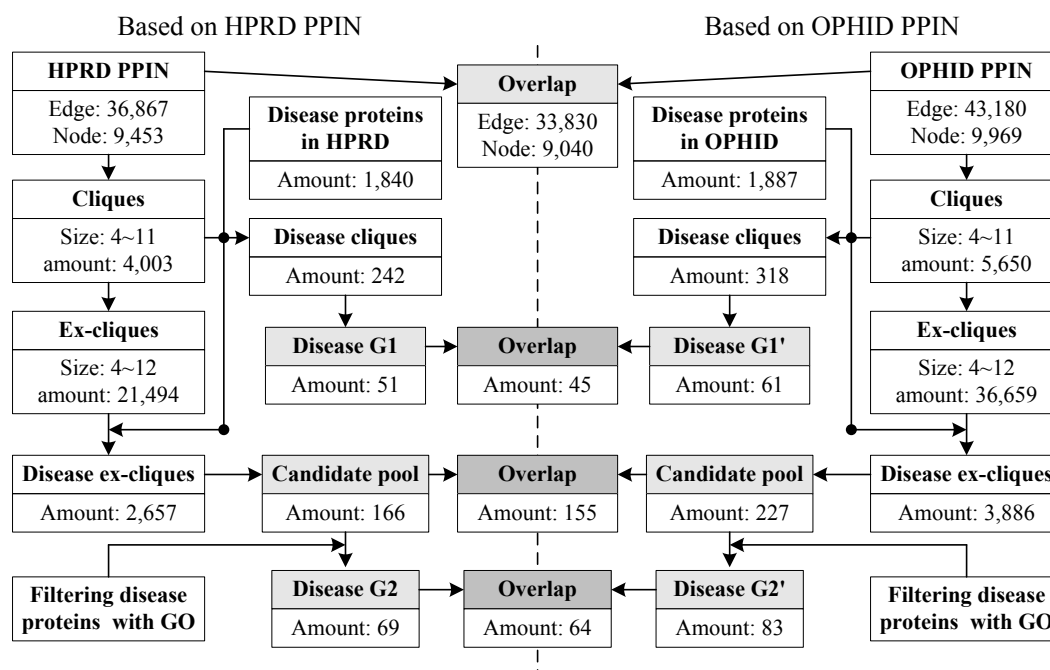 Based on HPRD PPIN
Based on OPHID PPIN
HPRD PPIN
Edge: 36,867
Node: 9,453
Overlap
Edge: 33,830
Node: 9,040
OPHID PPIN
Edge: 43,180
Node: 9,969
Disease proteins
in HPRD
Amount: 1,840
Disease proteins
in OPHID
Amount: 1,887
Cliques
Size: 4~11
amount: 4,003
Disease cliques
Amount: 242
Disease cliques
Amount: 318
Cliques
Size: 4~11
amount: 5,650
Ex-cliques
Size: 4~12
amount: 21,494
Disease G1
Amount: 51
Overlap
Amount: 45
Disease G1'
Amount: 61
Ex-cliques
Size: 4~12
amount: 36,659
Disease ex-cliques
Amount: 2,657
Candidate pool
Amount: 166
Overlap
Amount: 155
Candidate pool
Amount: 227
Disease ex-cliques
Amount: 3,886
Filtering disease
proteins with GO
Disease G2
Amount: 69
Overlap
Amount: 64
Disease G2'
Amount: 83
Filtering disease
proteins with GO